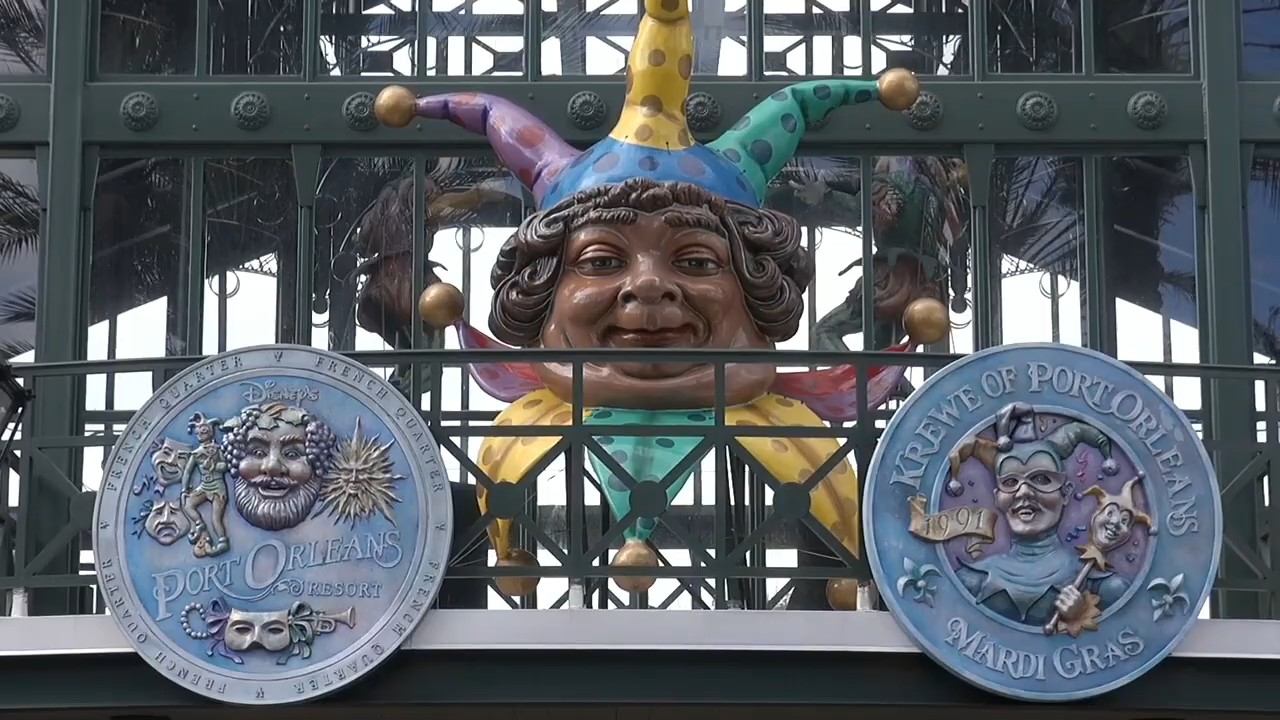 FRENCH QUARTER V FRENCH QUARTER V FRENCH QUARTER V FRENCH QUARTER V
DISNEY'S
PORT ORLEANS
RESORT
KREWE OF PORT ORLEANS
1991
MARDI GRAS